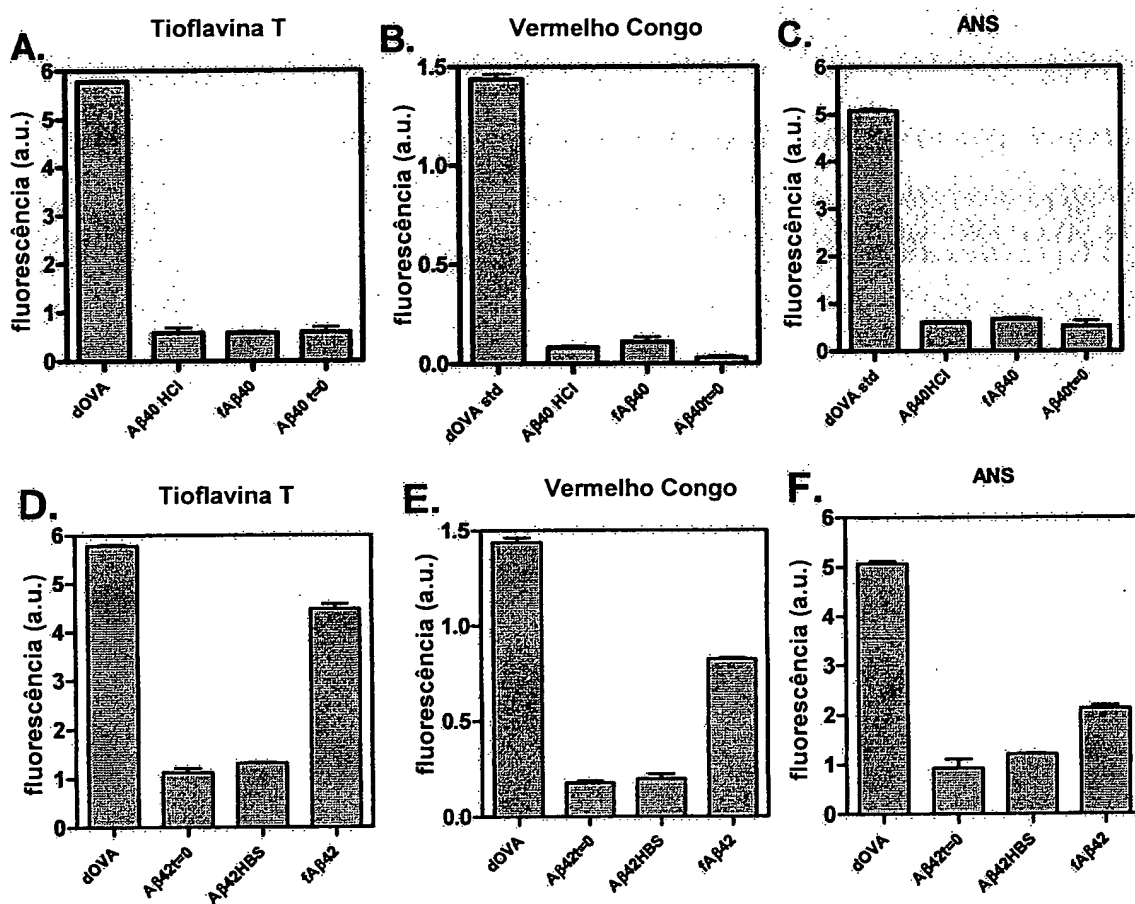 A.
Tioflavina T
fluorescência (a.u.)
6
5
4
3
2
1
0
dOVA
Aβ40 HCl
fAβ40
Aβ40 t=0
B.
Vermelho Congo
fluorescência (a.u.)
1.5
1.0
0.5
0.0
dOVA std
Aβ40 HCl
fAβ40
Aβ40t=0
C.
ANS
fluorescência (a.u.)
6
5
4
3
2
1
0
dOVA std
Aβ40HCl
fAβ40
Aβ40t=0
D.
Tioflavina T
fluorescência (a.u.)
6
5
4
3
2
1
0
dOVA
Aβ42t=0
Aβ42HBS
fAβ42
E.
Vermelho Congo
fluorescência (a.u.)
1.5
1.0
0.5
0.0
dOVA
Aβ42t=0
Aβ42HBS
fAβ42
F.
ANS
fluorescência (a.u.)
6
5
4
3
2
1
0
dOVA
Aβ42t=0
Aβ42HBS
fAβ42